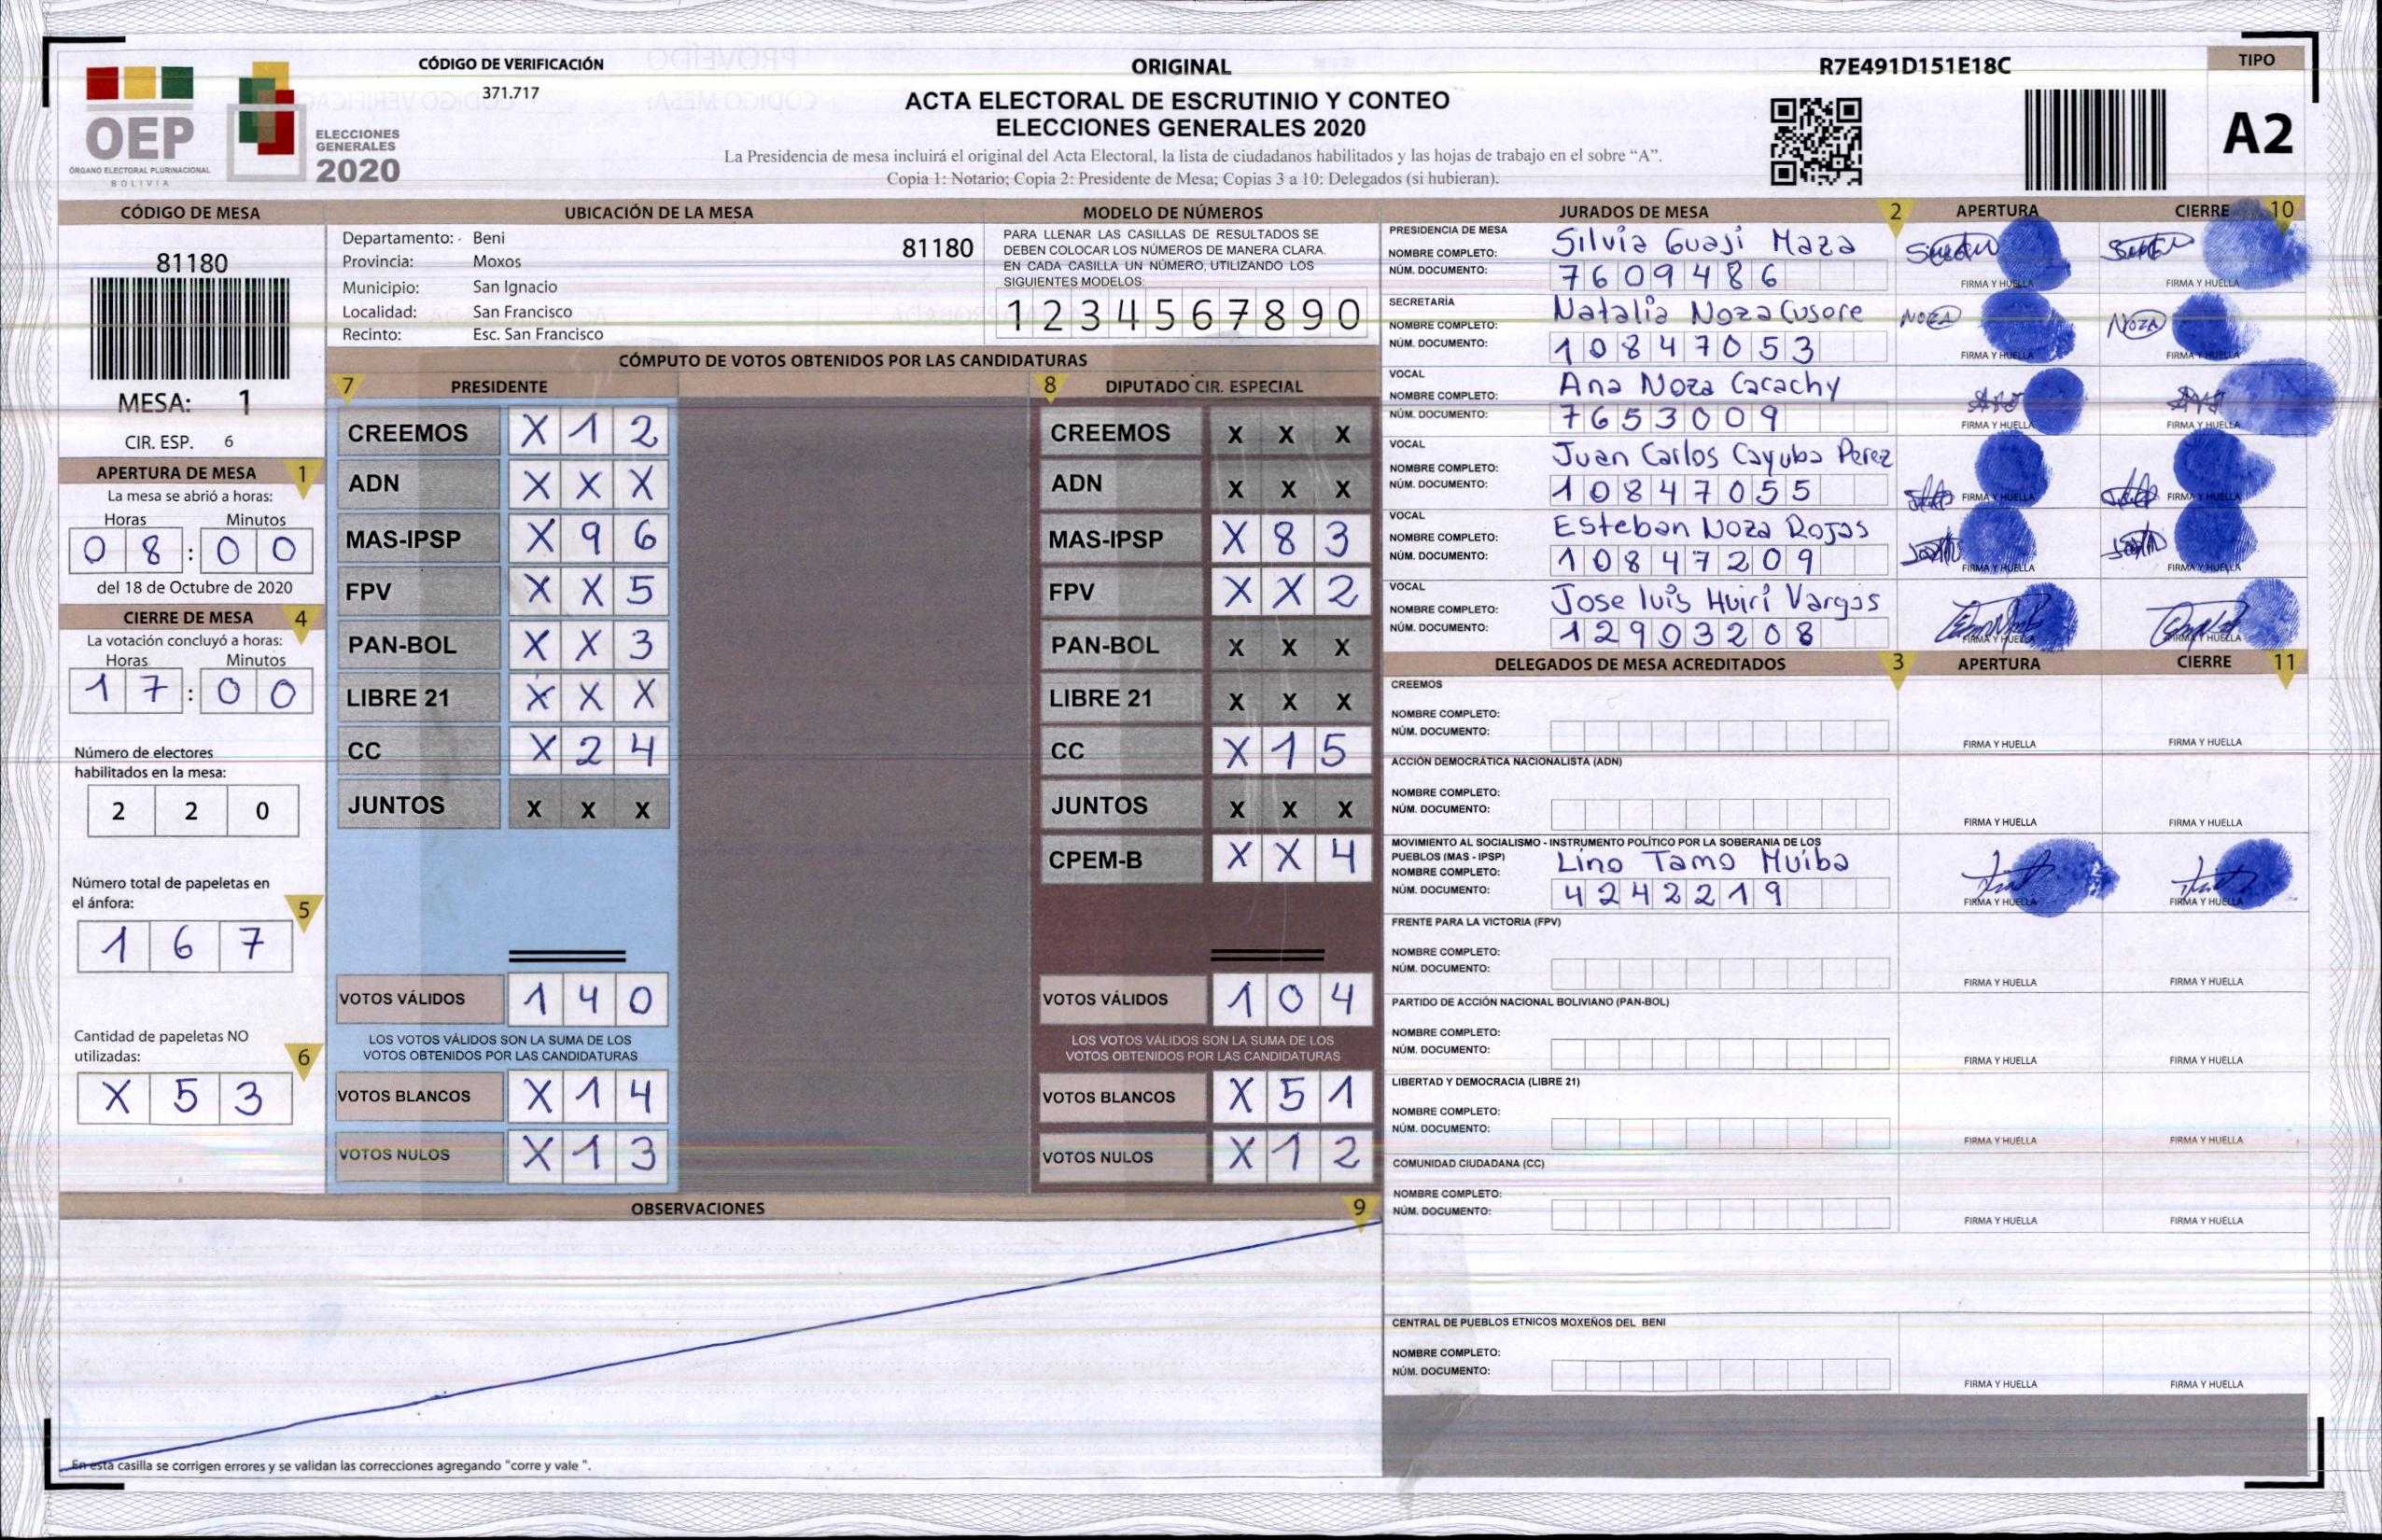 CÓDIGO DE VERIFICACIÓN
371.717
OEP
ÓRGANO ELECTORAL PLURINACIONAL
BOLIVIA
ELECCIONES
GENERALES
2020
ORIGINAL
ACTA ELECTORAL DE ESCRUTINIO Y CONTEO
ELECCIONES GENERALES 2020
La Presidencia de mesa incluirá el original del Acta Electoral, la lista de ciudadanos habilitados y las hojas de trabajo en el sobre “A”.
Copia 1: Notario; Copia 2: Presidente de Mesa; Copias 3 a 10: Delegados (si hubieran).
R7E491D151E18C
TIPO
A2
CÓDIGO DE MESA
81180
MESA: 1
CIR. ESP. 6
APERTURA DE MESA 1
La mesa se abrió a horas:
Horas Minutos
0 8 : 0 0
del 18 de Octubre de 2020
CIERRE DE MESA 4
La votación concluyó a horas:
Horas Minutos
1 7 : 0 0
Número de electores
habilitados en la mesa:
2 2 0
Número total de papeletas en
el ánfora:
5
1 6 7
Cantidad de papeletas NO
utilizadas:
6
X 5 3
UBICACIÓN DE LA MESA
Departamento: Beni
81180
Provincia: Moxos
Municipio: San Ignacio
Localidad: San Francisco
Recinto: Esc. San Francisco
MODELO DE NÚMEROS
PARA LLENAR LAS CASILLAS DE RESULTADOS SE
DEBEN COLOCAR LOS NÚMEROS DE MANERA CLARA.
EN CADA CASILLA UN NÚMERO, UTILIZANDO LOS
SIGUIENTES MODELOS:
1 2 3 4 5 6 7 8 9 0
CÓMPUTO DE VOTOS OBTENIDOS POR LAS CANDIDATURAS
7 PRESIDENTE
CREEMOS X 1 2
ADN X X X
MAS-IPSP X 9 6
FPV X X 5
PAN-BOL X X 3
LIBRE 21 X X X
CC X 2 4
JUNTOS X X X
VOTOS VÁLIDOS 1 4 0
LOS VOTOS VÁLIDOS SON LA SUMA DE LOS
VOTOS OBTENIDOS POR LAS CANDIDATURAS
VOTOS BLANCOS X 1 4
VOTOS NULOS X 1 3
8 DIPUTADO CIR. ESPECIAL
CREEMOS X X X
ADN X X X
MAS-IPSP X 8 3
FPV X X 2
PAN-BOL X X X
LIBRE 21 X X X
CC X 1 5
JUNTOS X X X
CPEM-B X X 4
VOTOS VÁLIDOS 1 0 4
LOS VOTOS VÁLIDOS SON LA SUMA DE LOS
VOTOS OBTENIDOS POR LAS CANDIDATURAS
VOTOS BLANCOS X 5 1
VOTOS NULOS X 1 2
OBSERVACIONES 9
En esta casilla se corrigen errores y se validan las correcciones agregando "corre y vale ".
JURADOS DE MESA 2 APERTURA CIERRE 10
PRESIDENCIA DE MESA
NOMBRE COMPLETO: Silvia Guaji Maza
NÚM. DOCUMENTO: 7609486
FIRMA Y HUELLA FIRMA Y HUELLA
SECRETARÍA
NOMBRE COMPLETO: Natalia Noza Cusere
NOZA NOZA
NÚM. DOCUMENTO: 10847053
FIRMA Y HUELLA FIRMA Y HUELLA
VOCAL
NOMBRE COMPLETO: Ana Noza Carachy
NÚM. DOCUMENTO: 7653009
FIRMA Y HUELLA FIRMA Y HUELLA
VOCAL
NOMBRE COMPLETO: Juan Carlos Cayuba Perez
NÚM. DOCUMENTO: 10847055
FIRMA Y HUELLA FIRMA Y HUELLA
VOCAL
NOMBRE COMPLETO: Esteban Noza Rojas
NÚM. DOCUMENTO: 10847209
FIRMA Y HUELLA FIRMA Y HUELLA
VOCAL
NOMBRE COMPLETO: Jose luis Huiri Vargas
NÚM. DOCUMENTO: 12903208
FIRMA Y HUELLA FIRMA Y HUELLA
DELEGADOS DE MESA ACREDITADOS 3 APERTURA CIERRE 11
CREEMOS
NOMBRE COMPLETO:
NÚM. DOCUMENTO:
FIRMA Y HUELLA FIRMA Y HUELLA
ACCIÓN DEMOCRÁTICA NACIONALISTA (ADN)
NOMBRE COMPLETO:
NÚM. DOCUMENTO:
FIRMA Y HUELLA FIRMA Y HUELLA
MOVIMIENTO AL SOCIALISMO - INSTRUMENTO POLÍTICO POR LA SOBERANIA DE LOS
PUEBLOS (MAS - IPSP)
NOMBRE COMPLETO: Lino Tamo Muiba
NÚM. DOCUMENTO: 4242219
FIRMA Y HUELLA FIRMA Y HUELLA
FRENTE PARA LA VICTORIA (FPV)
NOMBRE COMPLETO:
NÚM. DOCUMENTO:
FIRMA Y HUELLA FIRMA Y HUELLA
PARTIDO DE ACCIÓN NACIONAL BOLIVIANO (PAN-BOL)
NOMBRE COMPLETO:
NÚM. DOCUMENTO:
FIRMA Y HUELLA FIRMA Y HUELLA
LIBERTAD Y DEMOCRACIA (LIBRE 21)
NOMBRE COMPLETO:
NÚM. DOCUMENTO:
FIRMA Y HUELLA FIRMA Y HUELLA
COMUNIDAD CIUDADANA (CC)
NOMBRE COMPLETO:
NÚM. DOCUMENTO:
FIRMA Y HUELLA FIRMA Y HUELLA
CENTRAL DE PUEBLOS ETNICOS MOXEÑOS DEL BENI
NOMBRE COMPLETO:
NÚM. DOCUMENTO:
FIRMA Y HUELLA FIRMA Y HUELLA